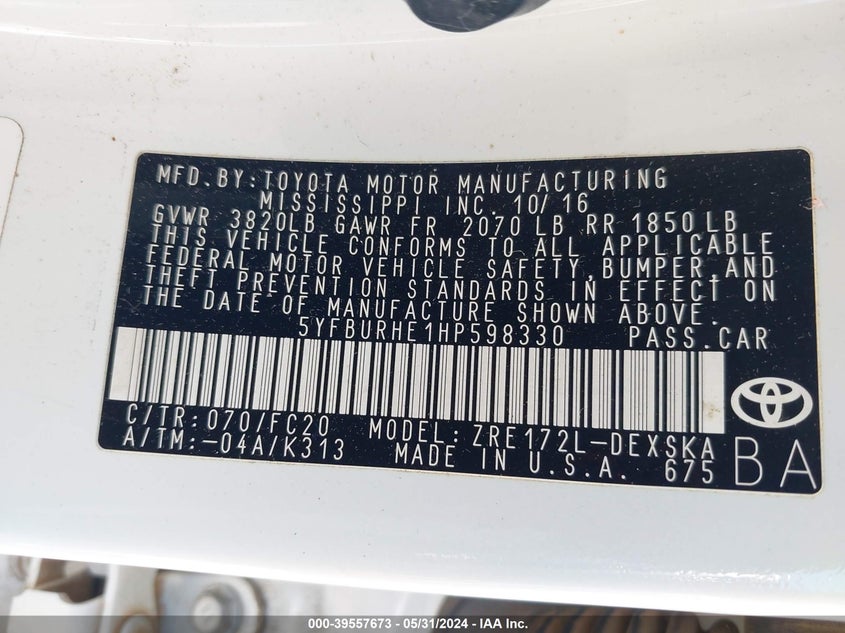 MFD.BY:TOYOTA MOTOR MANUFACTURING
MISSISSIPPI INC. 10/16
GVWR 3820LB GAWR FR 2070 LB RR 1850 LB
THIS VEHICLE CONFORMS TO ALL APPLICABLE
FEDERAL MOTOR VEHICLE SAFETY,BUMPER,AND
THEFT PREVENTION STANDARDS IN EFFECT ON
THE DATE OF MANUFACTURE SHOWN ABOVE.
5YFBURHE1HP598330 PASS.CAR
C/TR:070/FC20 MODEL:ZRE172L-DEXSKA
A/TM:-04A/K313 MADE IN U.S.A. 675
BA
000-39557673 - 05/31/2024 - IAA Inc.